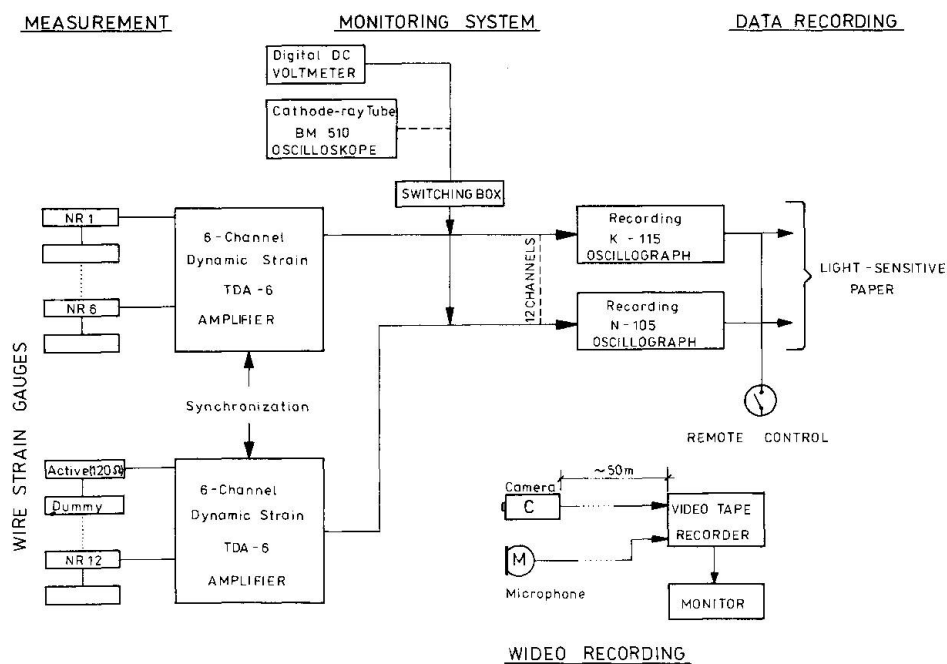 MEASUREMENT
MONITORING SYSTEM
DATA RECORDING
Digital DC
VOLTMETER
Cathode-ray Tube
BM 510
OSCILLOSKOPE
SWITCHING BOX
NR 1
NR 6
6-Channel
Dynamic Strain
TDA-6
AMPLIFIER
12 CHANNELS
Recording
K-115
OSCILLOGRAPH
Recording
N-105
OSCILLOGRAPH
LIGHT-SENSITIVE
PAPER
REMOTE CONTROL
Synchronization
WIRE STRAIN GAUGES
Active(120Ω)
Dummy
NR 12
6-Channel
Dynamic Strain
TDA-6
AMPLIFIER
~50m
Camera
C
VIDEO TAPE
RECORDER
M
Microphone
MONITOR
WIDEO RECORDING